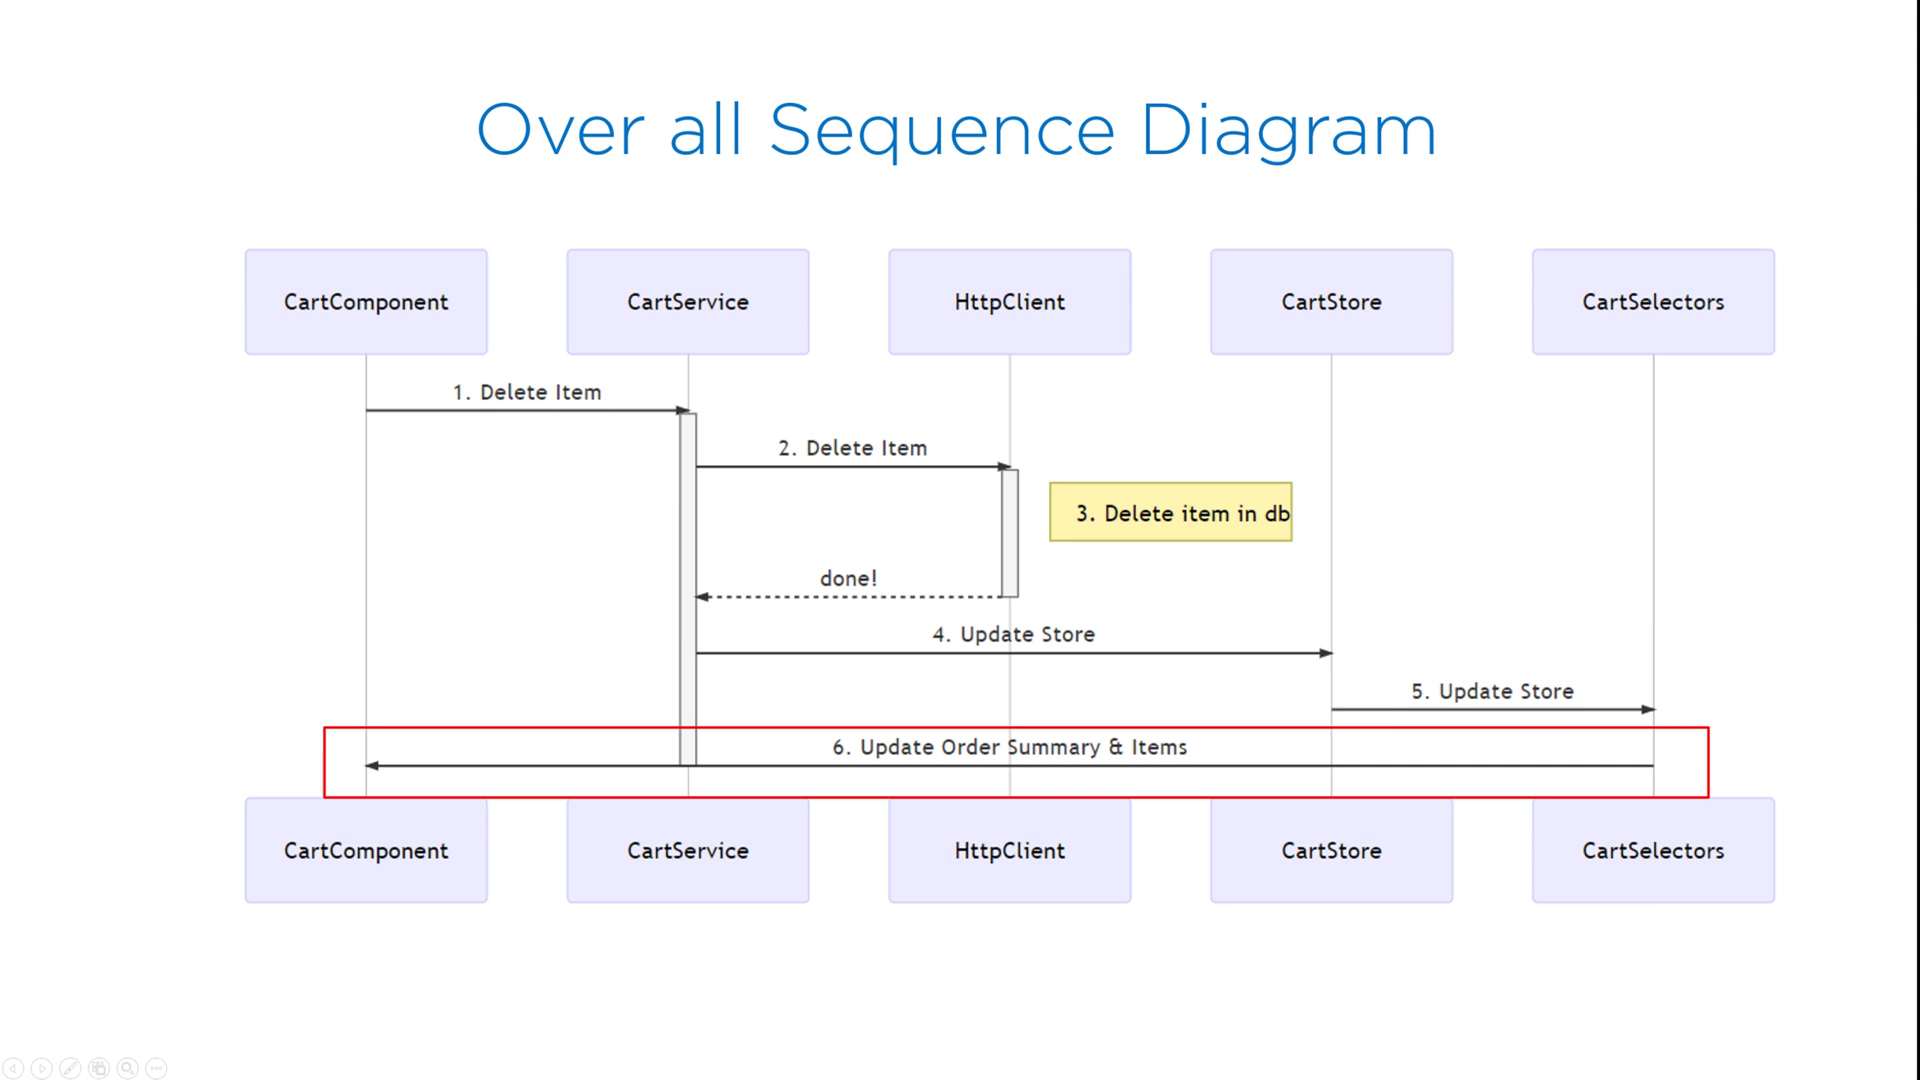 Over all Sequence Diagram
CartComponent
CartService
HttpClient
CartStore
CartSelectors
1. Delete Item
2. Delete Item
3. Delete item in db
done!
4. Update Store
5. Update Store
6. Update Order Summary & Items
CartComponent
CartService
HttpClient
CartStore
CartSelectors